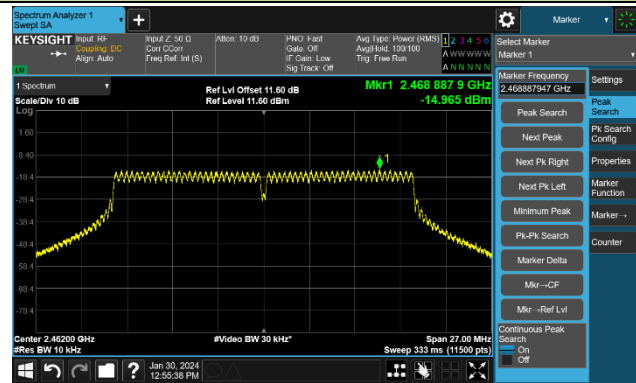 Spectrum Analyzer 1
Swept SA
Marker
KEYSIGHT Input: RF Input Z: 50 Ω Atten: 10 dB PNO: Fast Avg Type: Power (RMS) 1 2 3 4 5 6
Coupling: DC Corr CCorr Gate: Off Avg|Hold: 100/100 A W W W W W
Align: Auto Freq Ref: Int (S) IF Gain: Low Trig: Free Run
Sig Track: Off A N N N N N
Select Marker
Marker 1
1 Spectrum
Scale/Div 10 dB
Ref Lvl Offset 11.60 dB
Ref Level 11.60 dBm
Mkr1 2.468 887 9 GHz
-14.965 dBm
Log
1.60
-8.40
-18.4
-28.4
-38.4
-48.4
-58.4
-68.4
-78.4
1
Center 2.46200 GHz #Video BW 30 kHz* Span 27.00 MHz
#Res BW 10 kHz Sweep 333 ms (11500 pts)
Marker Frequency
2.468887947 GHz
Peak Search
Next Peak
Next Pk Right
Next Pk Left
Minimum Peak
Pk-Pk Search
Marker Delta
Mkr→CF
Mkr→Ref Lvl
Continuous Peak
Search
On
Off
Settings
Peak
Search
Pk Search
Config
Properties
Marker
Function
Marker→
Counter
Jan 30, 2024
12:55:38 PM